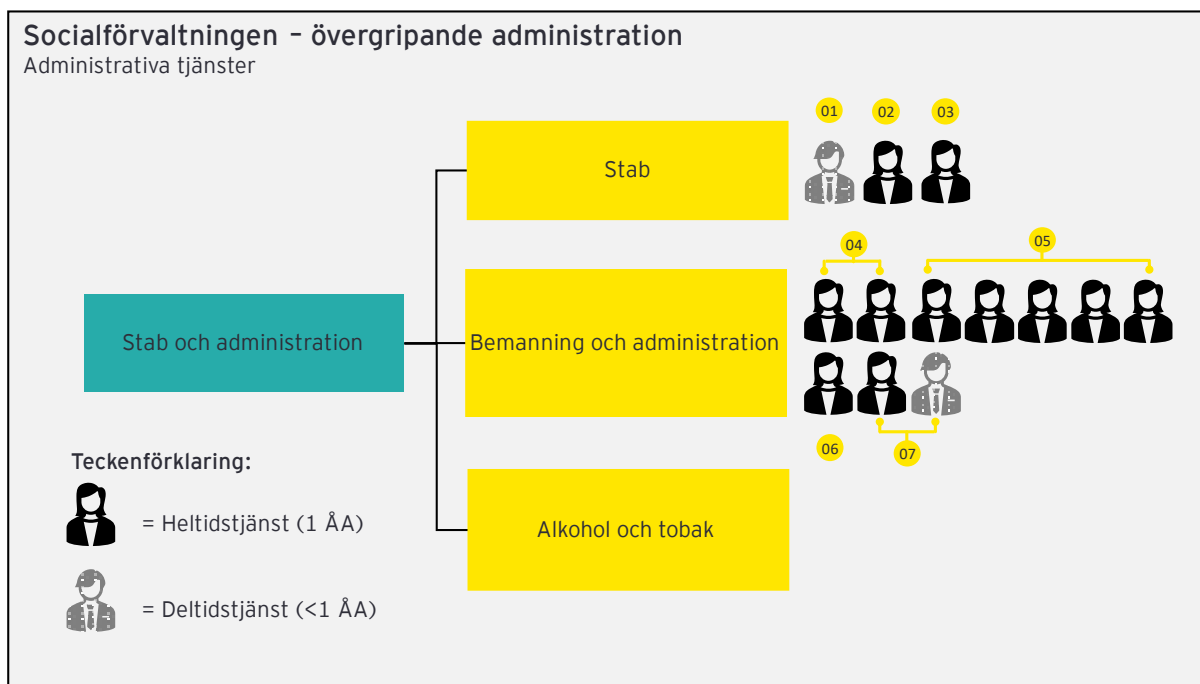 Socialförvaltningen – övergripande administration
Administrativa tjänster
01 02 03
Stab
04 05
Stab och administration
Bemanning och administration
06 07
Teckenförklaring:
= Heltidstjänst (1 ÅA)
Alkohol och tobak
= Deltidstjänst (<1 ÅA)